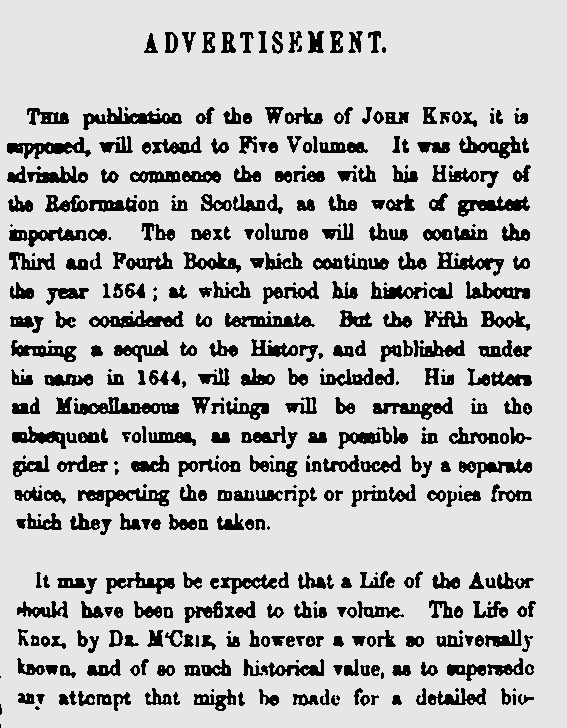 ADVERTISEMENT.
This publication of the Works of John Knox, it is
supposed, will extend to Five Volumes. It was thought
advisable to commence the series with his History of
the Reformation in Scotland, as the work of greatest
importance. The next volume will thus contain the
Third and Fourth Books, which continue the History to
the year 1564 ; at which period his historical labours
may be considered to terminate. But the Fifth Book,
forming a sequel to the History, and published under
his name in 1644, will also be included. His Letters
and Miscellaneous Writings will be arranged in the
subsequent volumes, as nearly as possible in chronolo-
gical order ; each portion being introduced by a separate
notice, respecting the manuscript or printed copies from
which they have been taken.
It may perhaps be expected that a Life of the Author
should have been prefixed to this volume. The Life of
Knox, by Dr. M‘Crie, is however a work so universally
known, and of so much historical value, as to supersede
any attempt that might be made for a detailed bio-